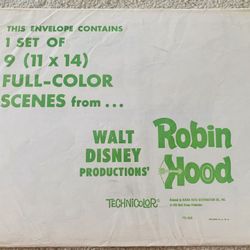 THIS ENVELOPE CONTAINS
1 SET OF
9 (11 x 14)
FULL-COLOR
SCENES from...
WALT
DISNEY
PRODUCTIONS'
Robin
Hood
TECHNICOLOR®